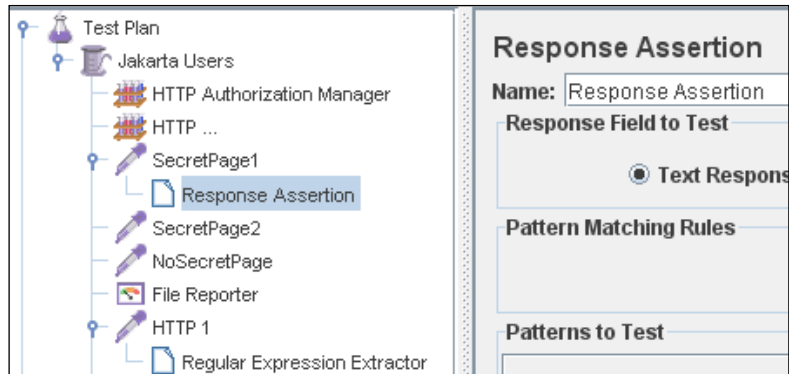 Test Plan
Jakarta Users
HTTP Authorization Manager
HTTP ...
SecretPage1
Response Assertion
SecretPage2
NoSecretPage
File Reporter
HTTP 1
Regular Expression Extractor
Response Assertion
Name: Response Assertion
Response Field to Test
Text Respons
Pattern Matching Rules
Patterns to Test